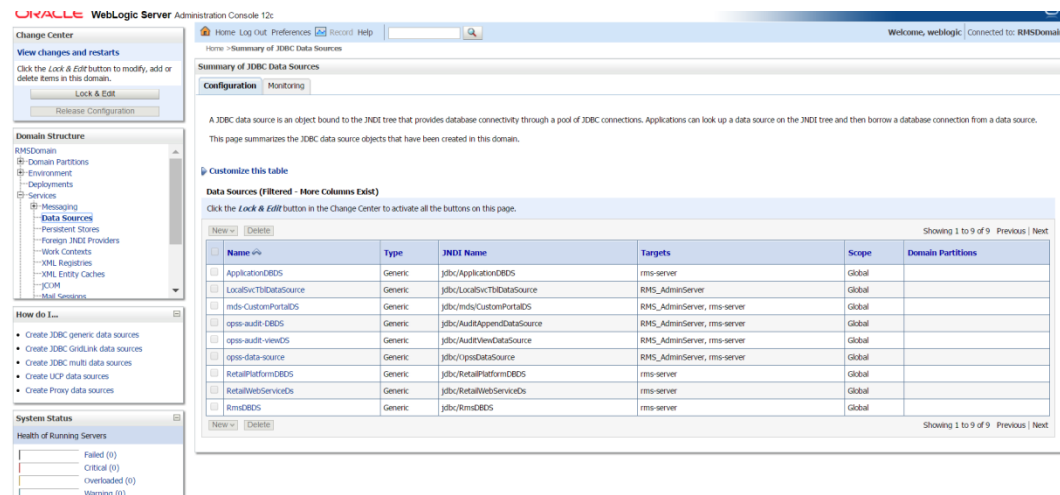 ORACLE WebLogic Server Administration Console 12c
Change Center
View changes and restarts
Click the Lock & Edit button to modify, add or
delete items in this domain.
Lock & Edit
Release Configuration
Domain Structure
RMSDomain
Domain Partitions
Environment
Deployments
Services
Messaging
Data Sources
Persistent Stores
Foreign JNDI Providers
Work Contexts
XML Registries
XML Entity Caches
jCOM
Mail Sessions
How do I...
Create JDBC generic data sources
Create JDBC GridLink data sources
Create JDBC multi data sources
Create UCP data sources
Create Proxy data sources
System Status
Health of Running Servers
Failed (0)
Critical (0)
Overloaded (0)
Warning (0)
Home Log Out Preferences Record Help
Welcome, weblogic Connected to: RMSDomain
Home >Summary of JDBC Data Sources
Summary of JDBC Data Sources
Configuration Monitoring
A JDBC data source is an object bound to the JNDI tree that provides database connectivity through a pool of JDBC connections. Applications can look up a data source on the JNDI tree and then borrow a database connection from a data source.
This page summarizes the JDBC data source objects that have been created in this domain.
Customize this table
Data Sources (Filtered - More Columns Exist)
Click the Lock & Edit button in the Change Center to activate all the buttons on this page.
New Delete Showing 1 to 9 of 9 Previous | Next
Name Type JNDI Name Targets Scope Domain Partitions
ApplicationDBDS Generic jdbc/ApplicationDBDS rms-server Global
LocalSvcTblDataSource Generic jdbc/LocalSvcTblDataSource RMS_AdminServer Global
mds-CustomPortalDS Generic jdbc/mds/CustomPortalDS RMS_AdminServer, rms-server Global
opss-audit-DBDS Generic jdbc/AuditAppendDataSource RMS_AdminServer, rms-server Global
opss-audit-viewDS Generic jdbc/AuditViewDataSource RMS_AdminServer, rms-server Global
opss-data-source Generic jdbc/OpssDataSource RMS_AdminServer, rms-server Global
RetailPlatformDBDS Generic jdbc/RetailPlatformDBDS rms-server Global
RetailWebServiceDs Generic jdbc/RetailWebServiceDs rms-server Global
RmsDBDS Generic jdbc/RmsDBDS rms-server Global
New Delete Showing 1 to 9 of 9 Previous | Next